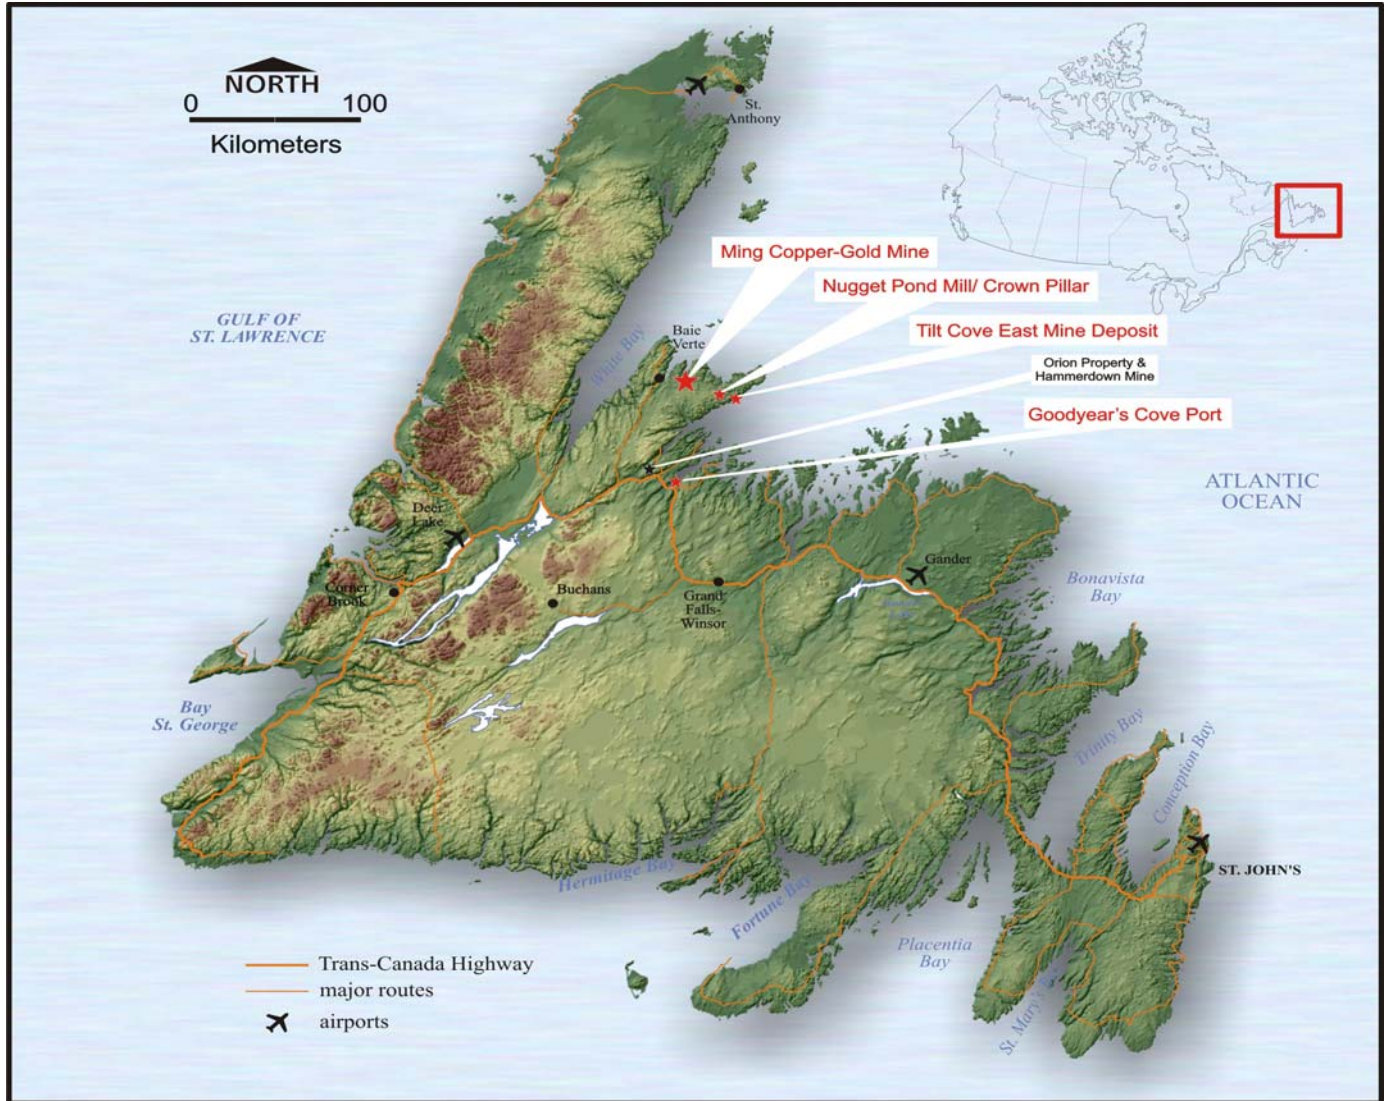 NORTH
0 100
Kilometers
St.
Anthony
Ming Copper-Gold Mine
Nugget Pond Mill/ Crown Pillar
GULF OF
ST. LAWRENCE
White Bay
Baie
Verte
Tilt Cove East Mine Deposit
Orion Property &
Hammerdown Mine
Goodyear's Cove Port
ATLANTIC
OCEAN
Deer
Lake
Gander
Bonavista
Bay
Corner
Brook
Buchans
Grand
Falls-
Winsor
Bay
St. George
Trinity Bay
Conception Bay
Hermitage Bay
Fortune Bay
ST. JOHN'S
Placentia
Bay
St. Mary's
Trans-Canada Highway
major routes
airports